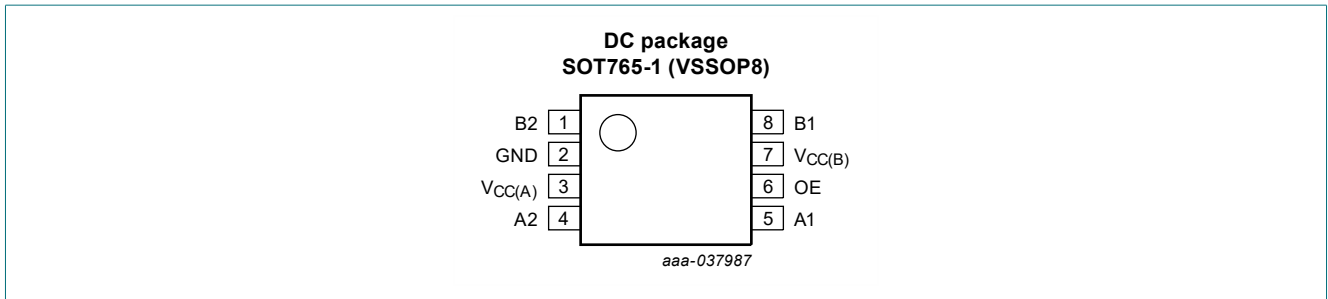 DC package
SOT765-1 (VSSOP8)
B2 1 8 B1
GND 2 7 VCC(B)
VCC(A) 3 6 OE
A2 4 5 A1
aaa-037987